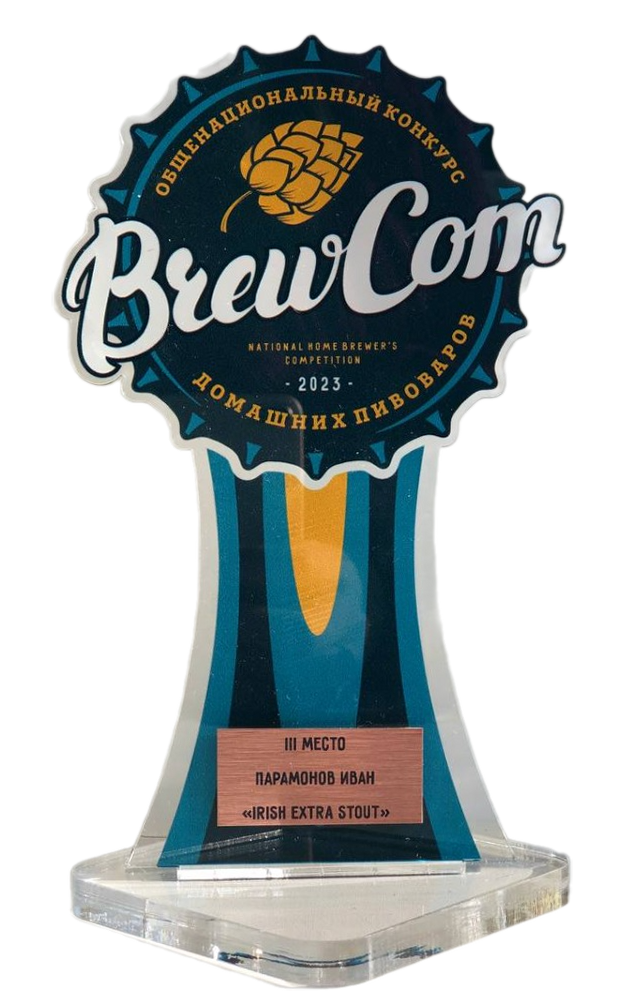 ОБЩЕНАЦИОНАЛЬНЫЙ КОНКУРС
BrewCom
NATIONAL HOME BREWER'S
COMPETITION
- 2023 -
ДОМАШНИХ ПИВОВАРОВ
III МЕСТО
ПАРАМОНОВ ИВАН
«IRISH EXTRA STOUT»